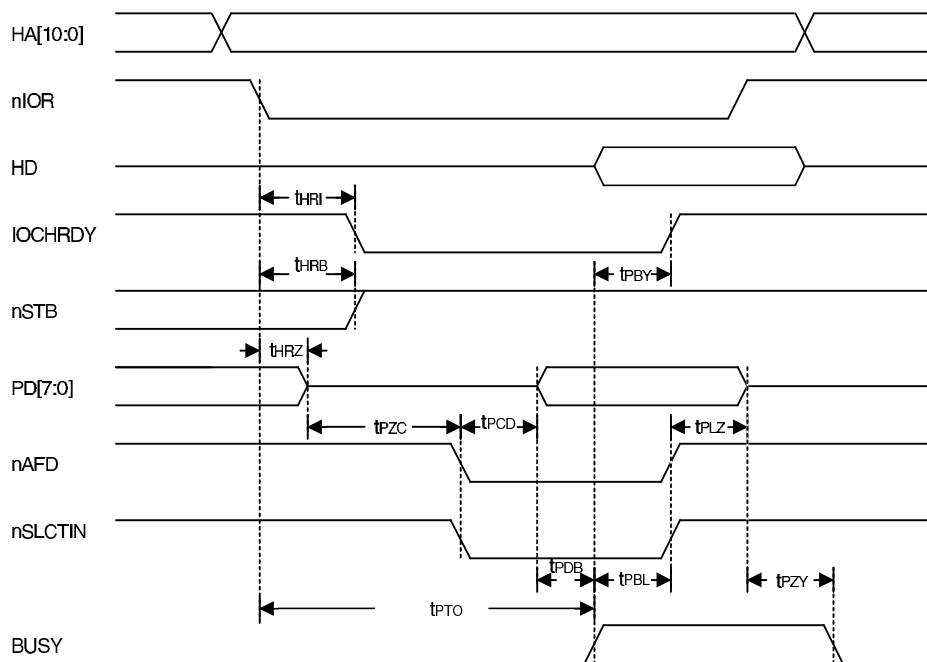 HA[10:0]
nIOR
HD
tHRI
IOCHRDY
tHRB
tPBY
nSTB
tHRZ
PD[7:0]
tPZC
tPCD
tPLZ
nAFD
nSLCTIN
tPDB
tPBL
tPZY
tPTO
BUSY